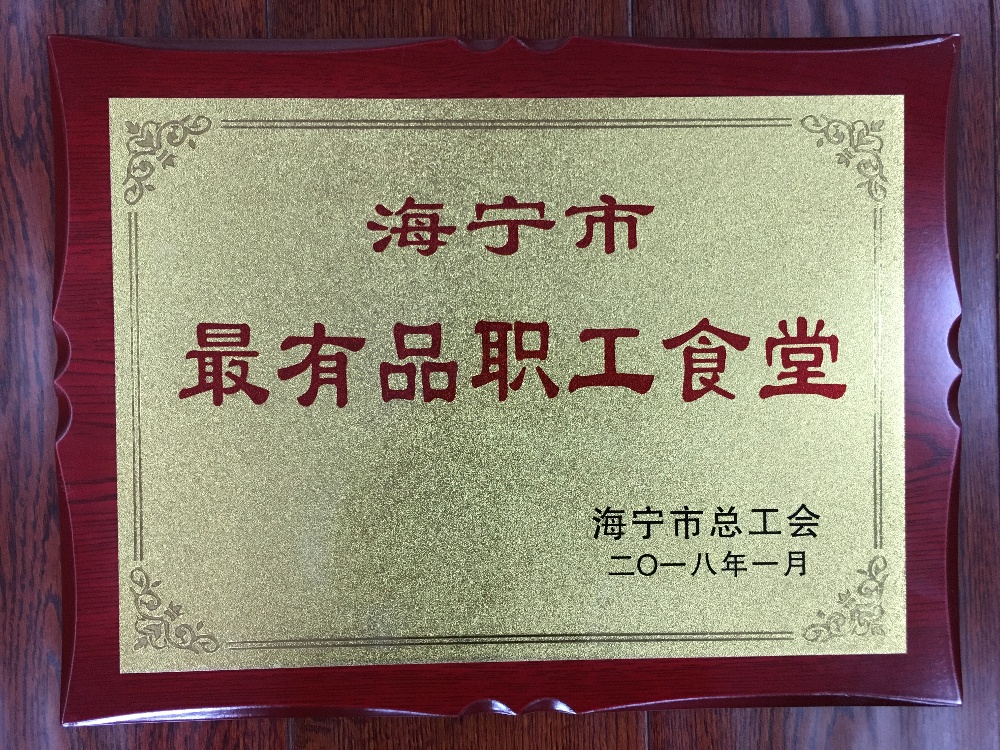 海宁市
最有品职工食堂
海宁市总工会
二〇一八年一月